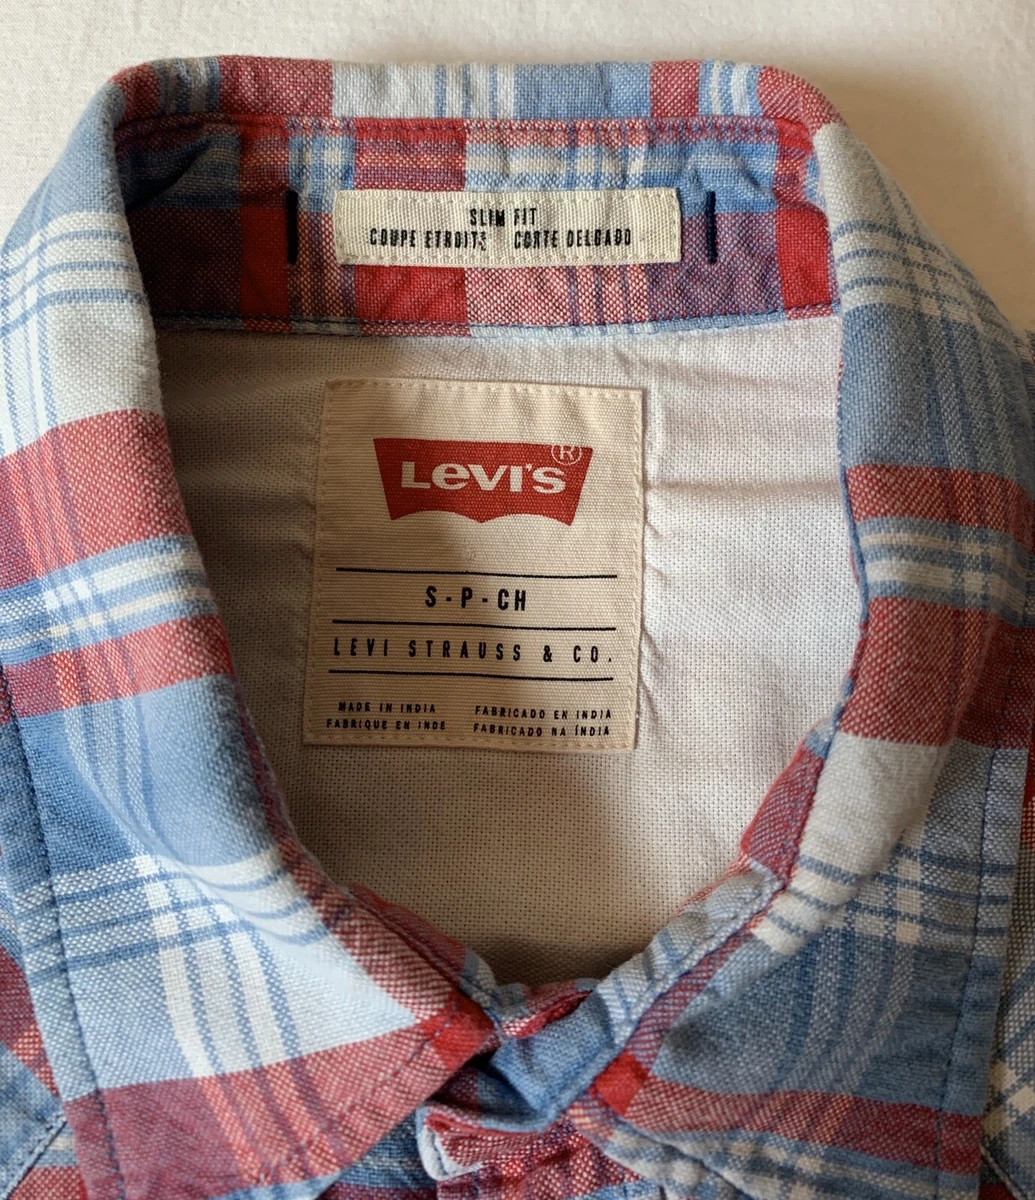 SLIM FIT
COUPE ETROITE CORTE DELGADO
LEVI'S ®
S - P - CH
LEVI STRAUSS & CO.
MADE IN INDIA FABRICADO EN INDIA
FABRIQUE EN INDE FABRICADO NA ÍNDIA